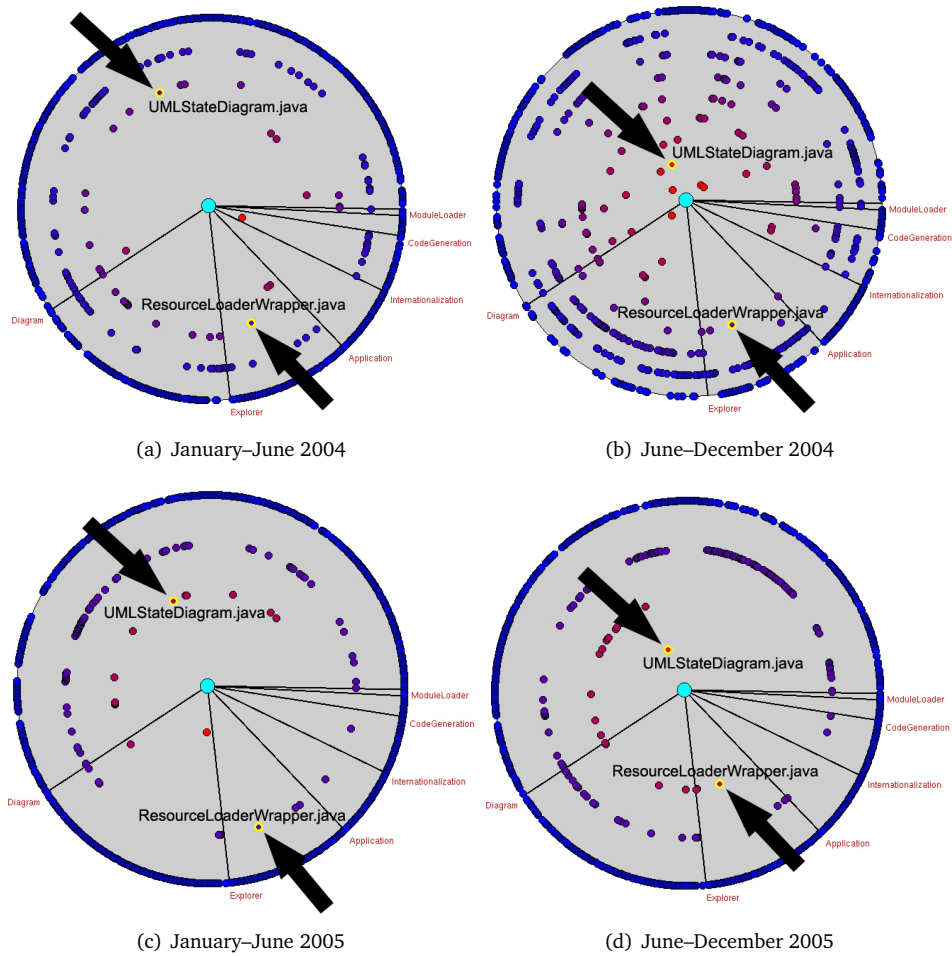 UMLStateDiagram.java
ModuleLoader
CodeGeneration
Internationalization
ResourceLoaderWrapper.java
Diagram
Application
Explorer
(a) January–June 2004
UMLStateDiagram.java
ModuleLoader
CodeGeneration
Internationalization
ResourceLoaderWrapper.java
Diagram
Application
Explorer
(b) June–December 2004
UMLStateDiagram.java
ModuleLoader
CodeGeneration
Internationalization
Diagram
ResourceLoaderWrapper.java
Application
Explorer
(c) January–June 2005
UMLStateDiagram.java
ModuleLoader
CodeGeneration
ResourceLoaderWrapper.java
Internationalization
Diagram
Application
Explorer
(d) June–December 2005